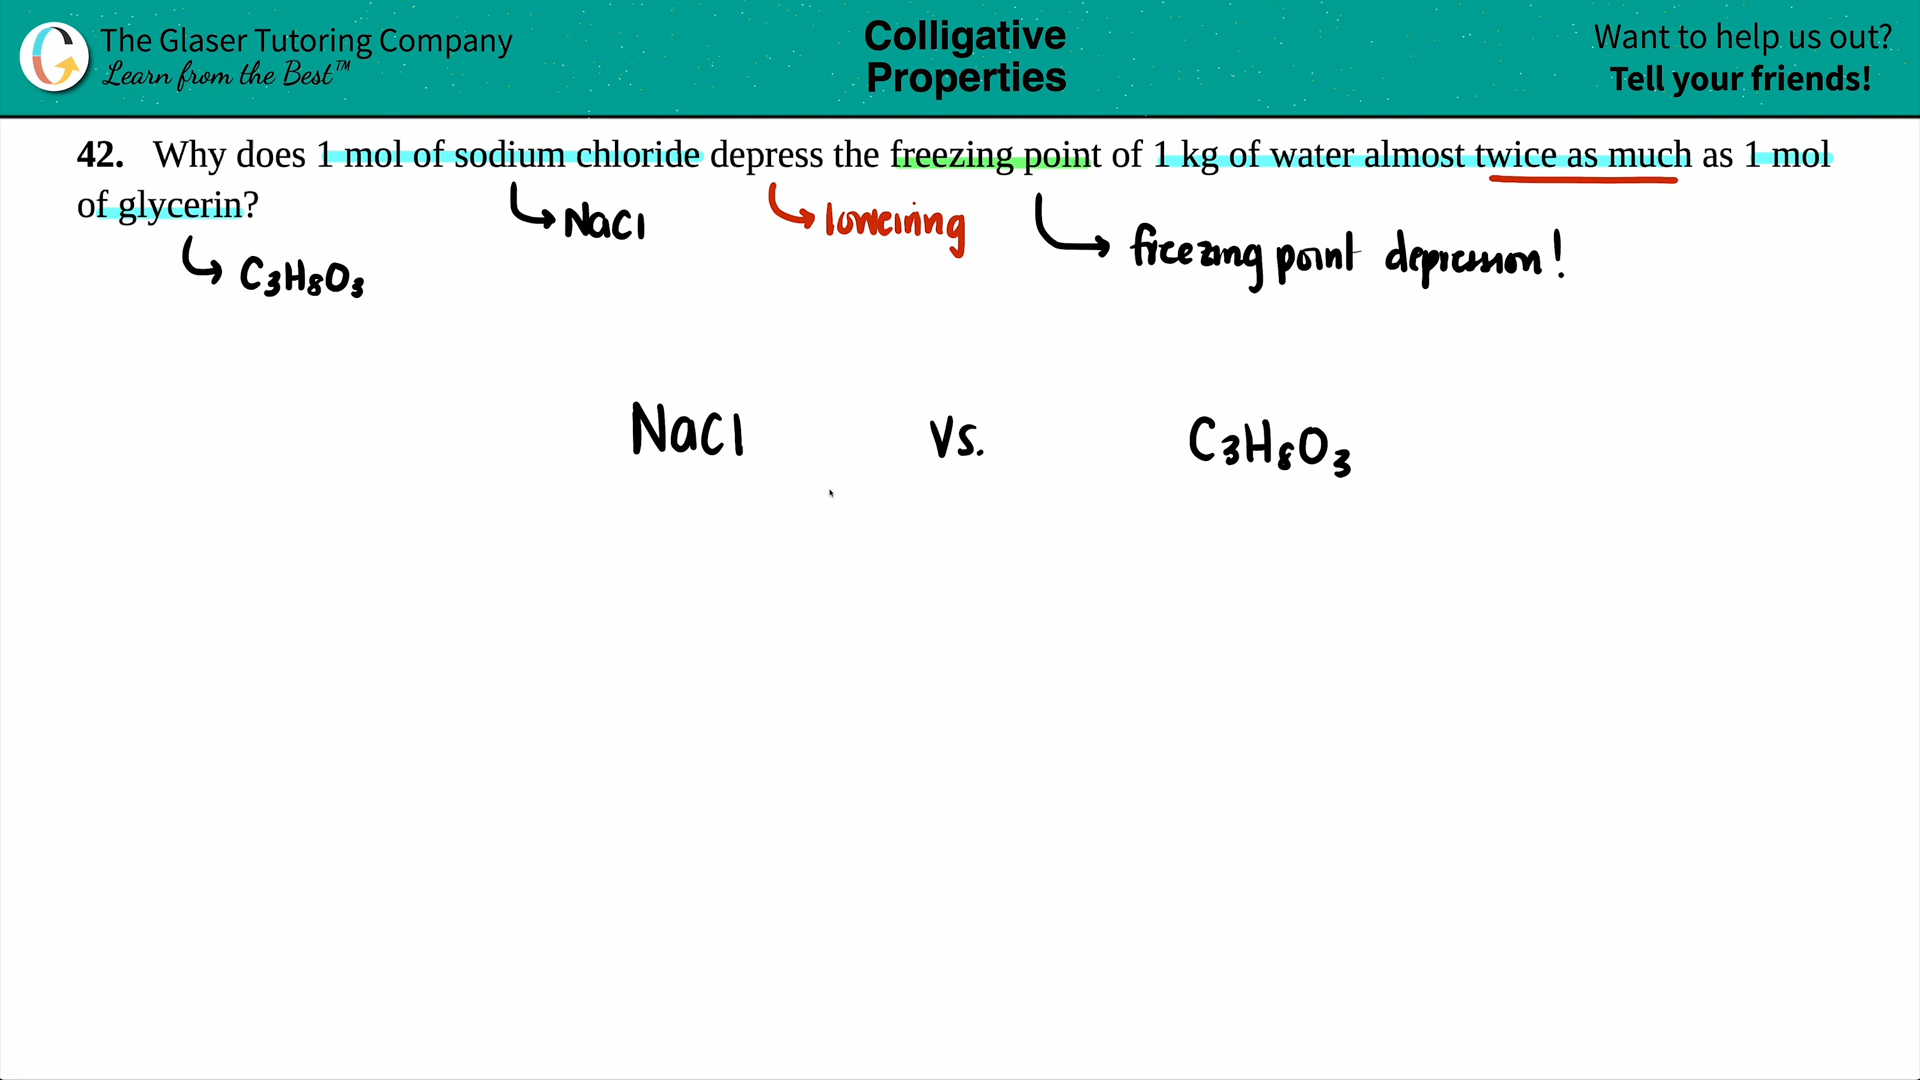 The Glaser Tutoring Company
Learn from the Best™
Colligative
Properties
Want to help us out?
Tell your friends!
42. Why does 1 mol of sodium chloride depress the freezing point of 1 kg of water almost twice as much as 1 mol
of glycerin?
NaCl
lowering
freezing point depression!
C₃H₈O₃
NaCl vs. C₃H₈O₃